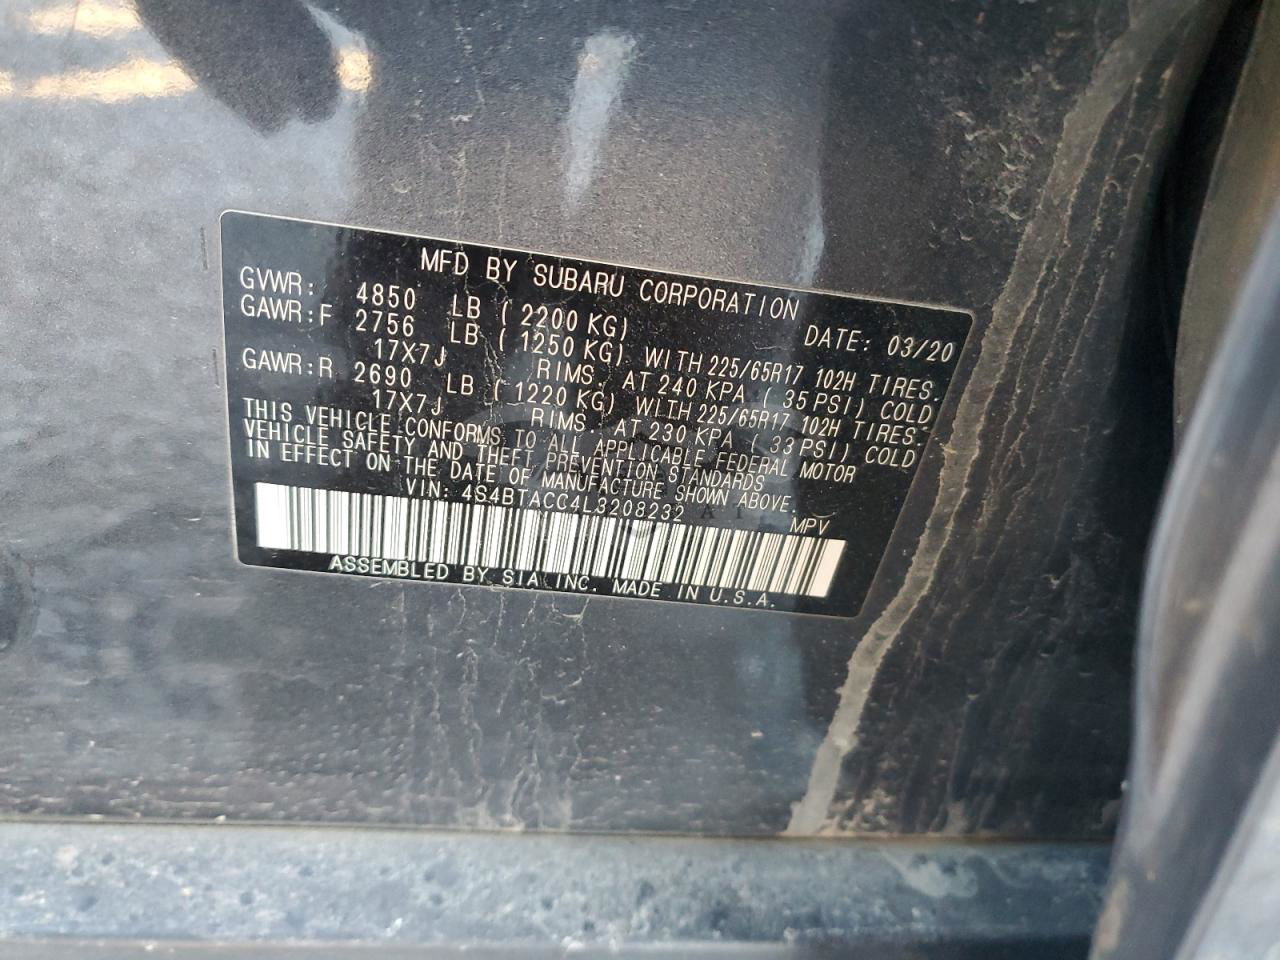 MFD BY SUBARU CORPORATION
DATE: 03/20
GVWR: 4850 LB (2200 KG)
GAWR:F 2756 LB (1250 KG) WITH 225/65R17 102H TIRES.
17X7J RIMS. AT 240 KPA (35 PSI) COLD
GAWR:R 2690 LB (1220 KG) WITH 225/65R17 102H TIRES.
17X7J RIMS. AT 230 KPA (33 PSI) COLD
THIS VEHICLE CONFORMS TO ALL APPLICABLE FEDERAL MOTOR
VEHICLE SAFETY AND THEFT PREVENTION STANDARDS
IN EFFECT ON THE DATE OF MANUFACTURE SHOWN ABOVE.
VIN: 4S4BTACC4L3208232 MPV
ASSEMBLED BY SIA INC. MADE IN U.S.A.